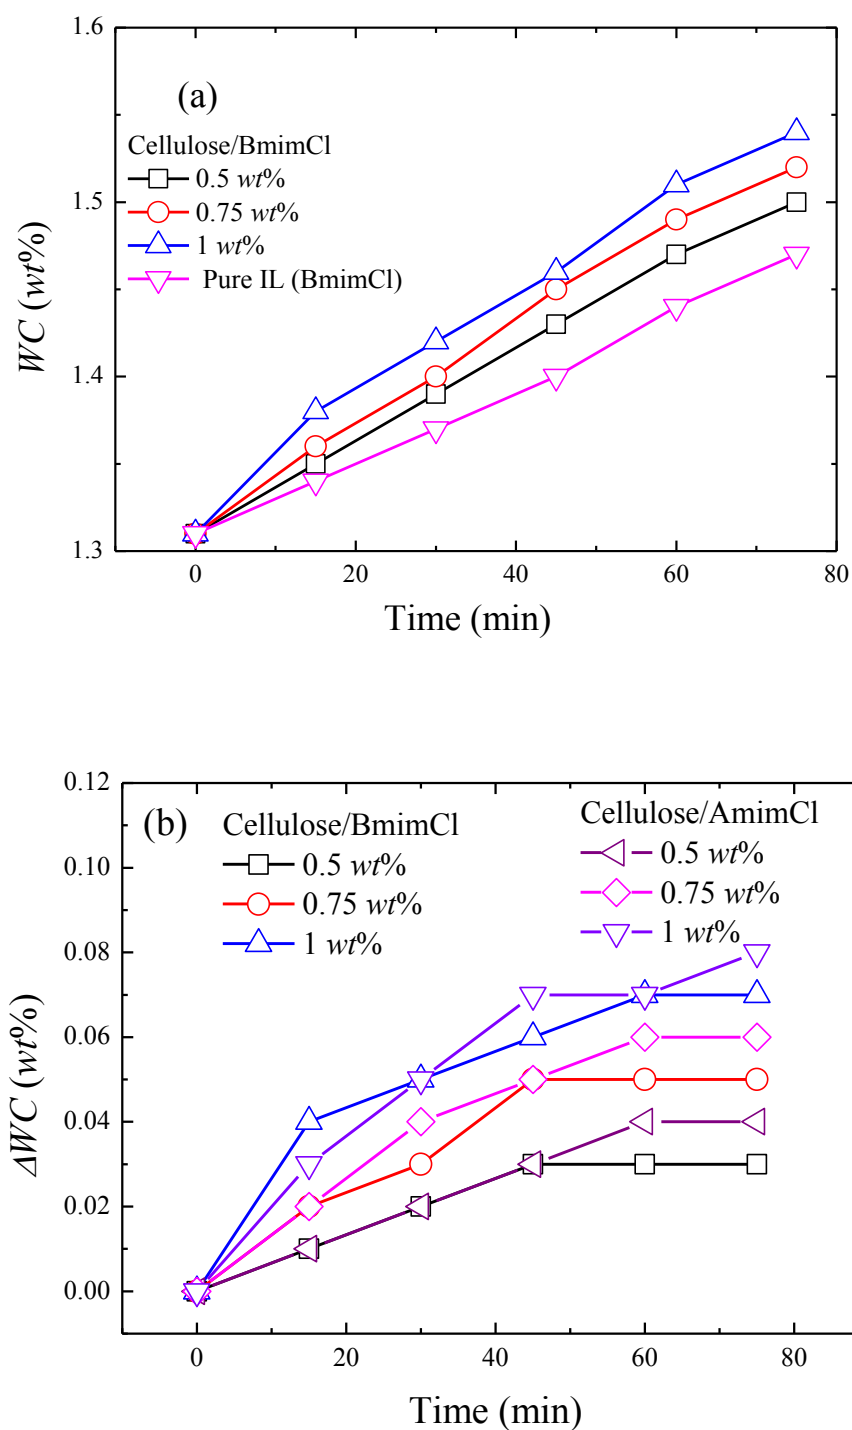 (a)
Cellulose/BmimCl
0.5 wt%
0.75 wt%
1 wt%
Pure IL (BmimCl)
WC (wt%)
1.6
1.5
1.4
1.3
0 20 40 60 80
Time (min)
(b)
Cellulose/BmimCl
0.5 wt%
0.75 wt%
1 wt%
Cellulose/AmimCl
0.5 wt%
0.75 wt%
1 wt%
ΔWC (wt%)
0.12
0.10
0.08
0.06
0.04
0.02
0.00
0 20 40 60 80
Time (min)